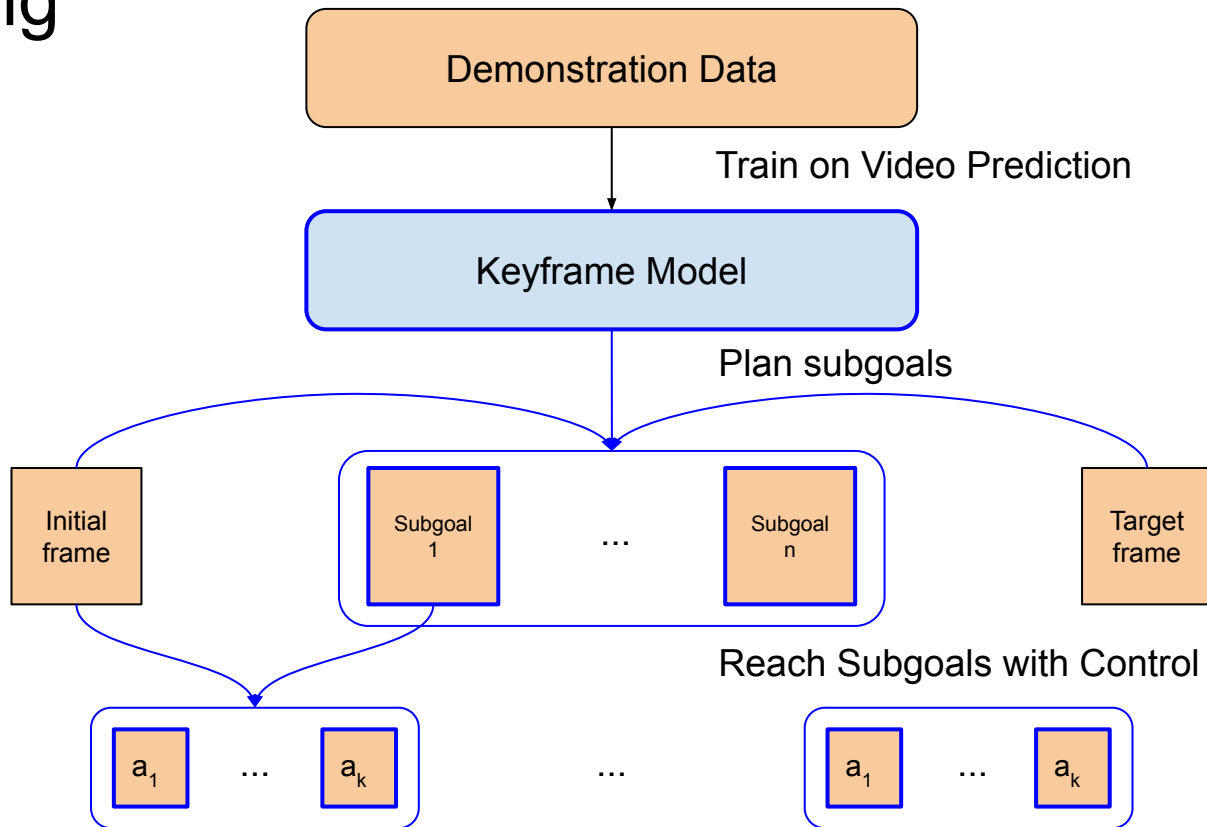 Demonstration Data
Train on Video Prediction
Keyframe Model
Plan subgoals
Initial
frame
Subgoal
1
...
Subgoal
n
Target
frame
Reach Subgoals with Control
a1
...
ak
...
a1
...
ak